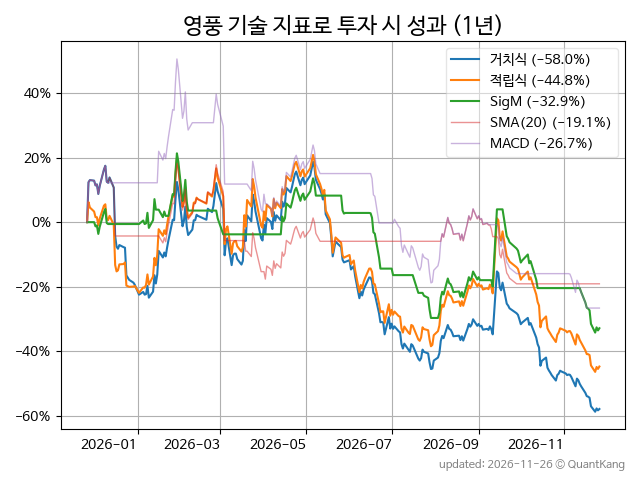 영풍 기술 지표로 투자 시 성과 (1년)
거치식 (−58.0%)
적립식 (−44.8%)
SigM (−32.9%)
SMA(20) (−19.1%)
MACD (−26.7%)
40%
20%
0%
−20%
−40%
−60%
2026-01 2026-03 2026-05 2026-07 2026-09 2026-11
updated: 2026-11-26 © QuantKang